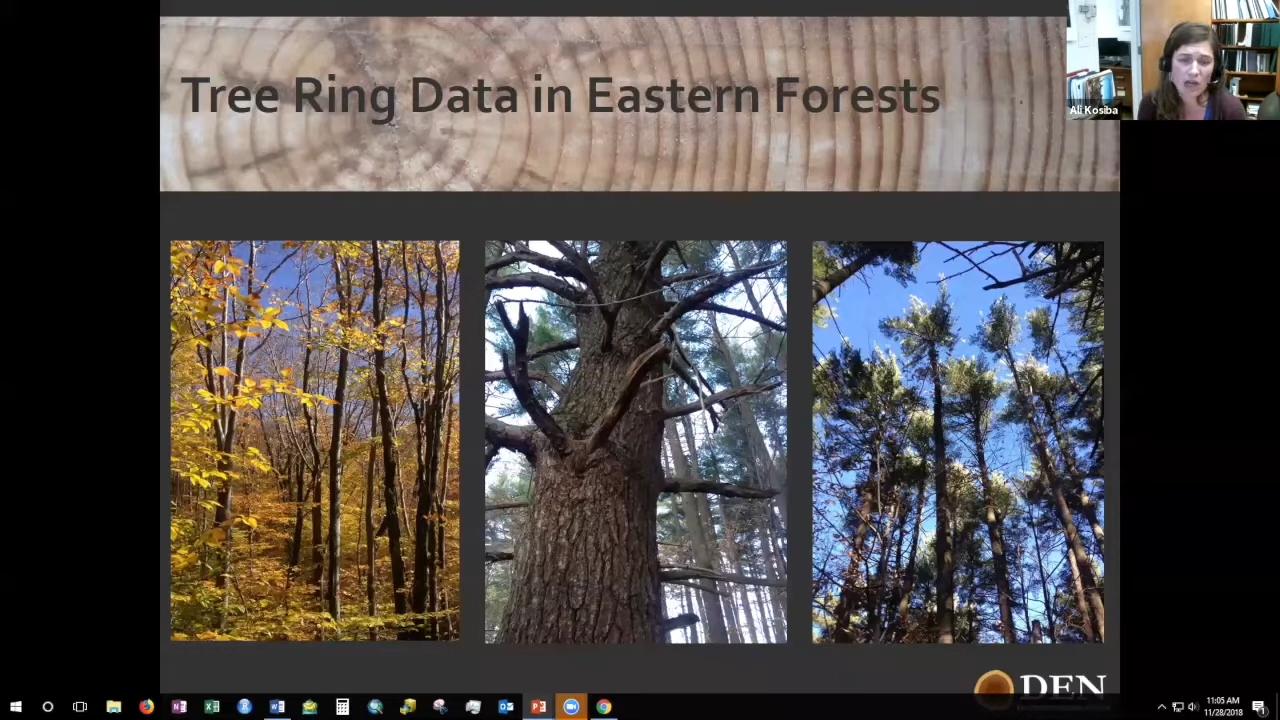 Tree Ring Data in Eastern Forests
Ali Kosiba
DEN
11:05 AM
11/28/2018